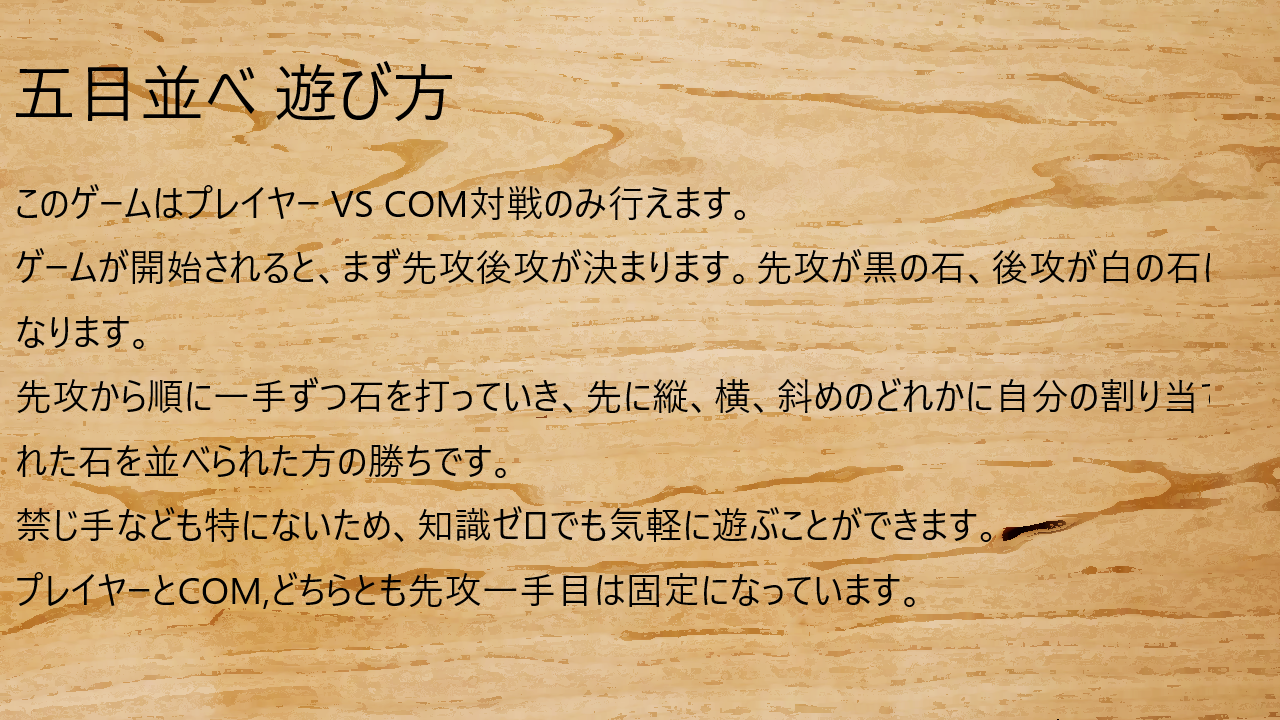 五目並べ 遊び方
このゲームはプレイヤー VS COM対戦のみ行えます。
ゲームが開始されると、まず先攻後攻が決まります。先攻が黒の石、後攻が白の石に
なります。
先攻から順に一手ずつ石を打っていき、先に縦、横、斜めのどれかに自分の割り当て
れた石を並べられた方の勝ちです。
禁じ手なども特にないため、知識ゼロでも気軽に遊ぶことができます。
プレイヤーとCOM,どちらとも先攻一手目は固定になっています。